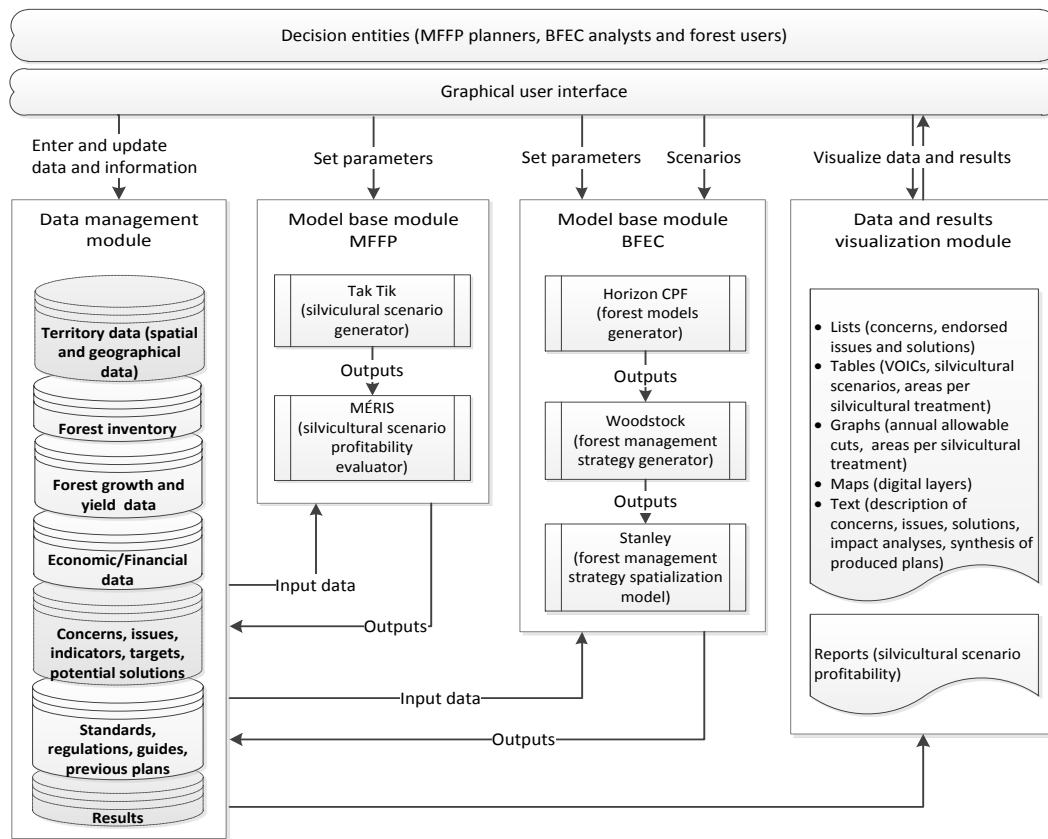 Decision entities (MFFP planners, BFEC analysts and forest users)
Graphical user interface
Enter and update
data and information
Set parameters
Set parameters
Scenarios
Visualize data and results
Data management
module
Territory data (spatial
and geographical
data)
Forest inventory
Forest growth and
yield data
Economic/Financial
data
Concerns, issues,
indicators, targets,
potential solutions
Standards,
regulations, guides,
previous plans
Results
Model base module
MFFP
Tak Tik
(silviculural scenario
generator)
Outputs
MÉRIS
(silvicultural scenario
profitability
evaluator)
Input data
Outputs
Model base module
BFEC
Horizon CPF
(forest models
generator)
Outputs
Woodstock
(forest management
strategy generator)
Outputs
Stanley
(forest management
strategy spatialization
model)
Input data
Outputs
Data and results
visualization module
• Lists (concerns, endorsed
issues and solutions)
• Tables (VOICs, silvicultural
scenarios, areas per
silvicultural treatment)
• Graphs (annual allowable
cuts, areas per silvicultural
treatment)
• Maps (digital layers)
• Text (description of
concerns, issues, solutions,
impact analyses, synthesis of
produced plans)
Reports (silvicultural scenario
profitability)